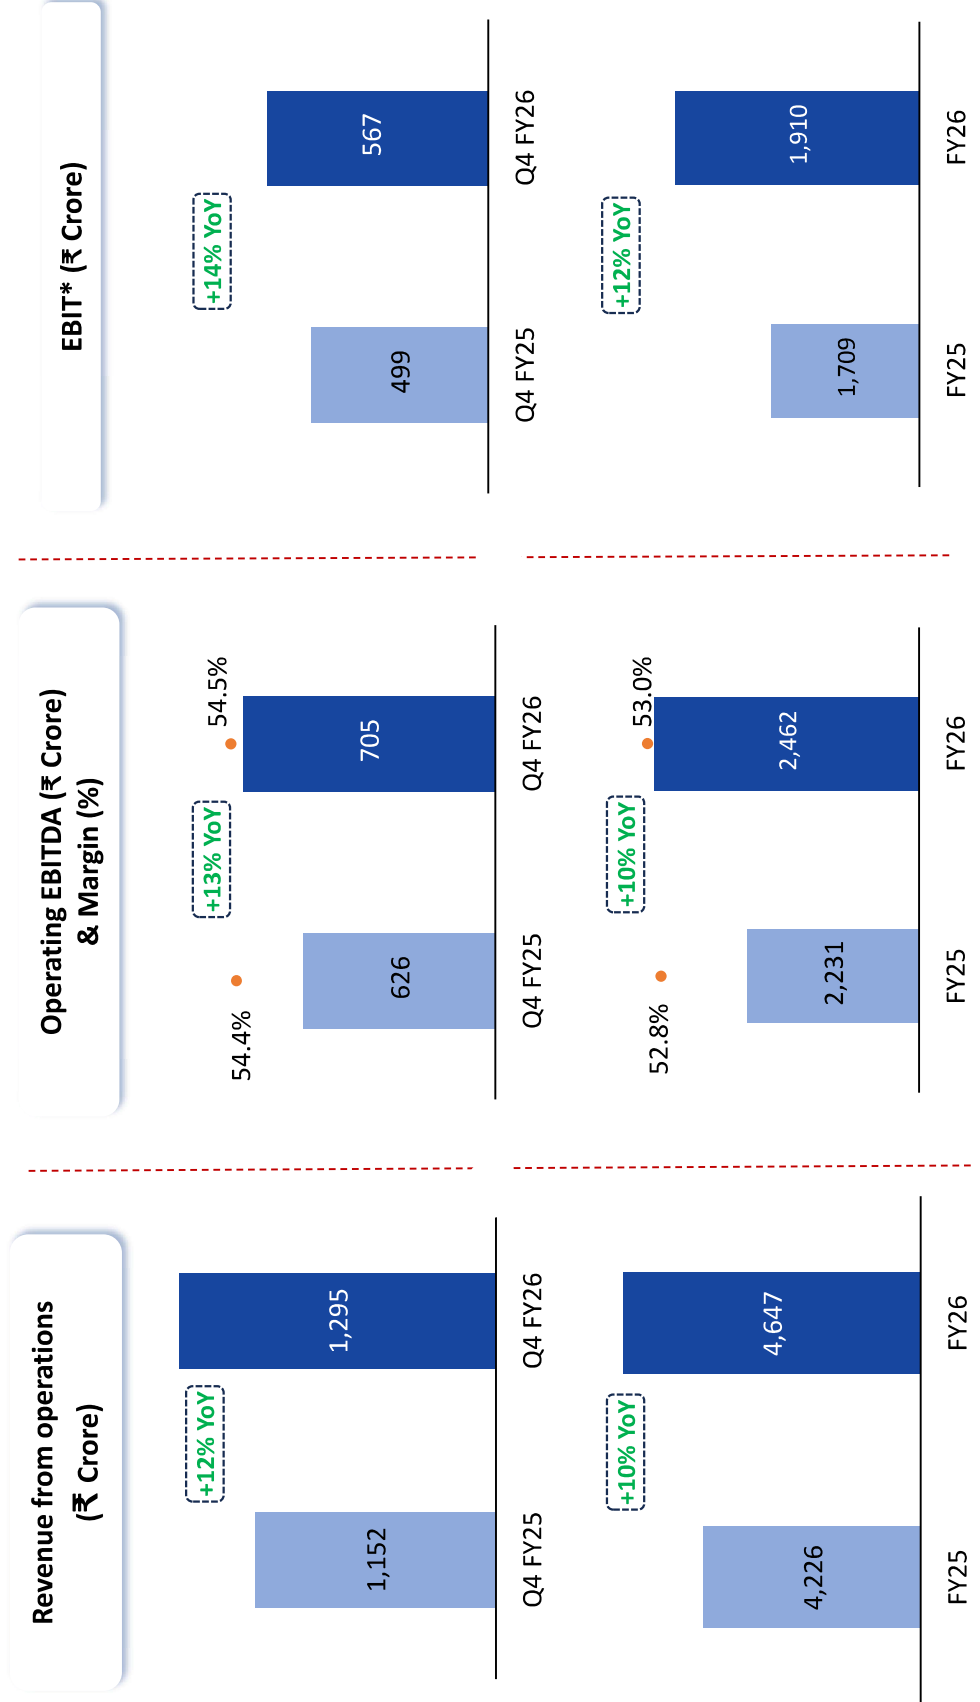 Revenue from operations
(₹ Crore)
+12% YoY
1,152
1,295
Q4 FY25
Q4 FY26
+10% YoY
4,226
4,647
FY25
FY26
Operating EBITDA (₹ Crore)
& Margin (%)
54.4%
+13% YoY
54.5%
626
705
Q4 FY25
Q4 FY26
52.8%
+10% YoY
53.0%
2,231
2,462
FY25
FY26
EBIT* (₹ Crore)
+14% YoY
499
567
Q4 FY25
Q4 FY26
+12% YoY
1,709
1,910
FY25
FY26